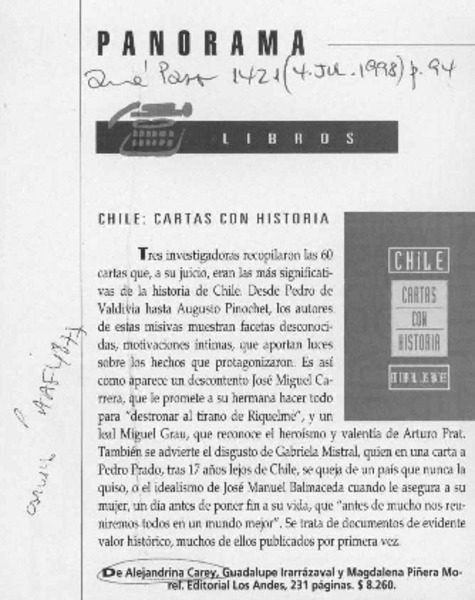 PANORAMA
Qué Pasa 1421 (4. JUL. 1998) p. 94
LIBROS
CHILE: CARTAS CON HISTORIA
Tres investigadoras recopilaron las 60
cartas que, a su juicio, eran las más significati-
vas de la historia de Chile. Desde Pedro de
Valdivia hasta Augusto Pinochet, los autores
de estas misivas muestran facetas desconoci-
das, motivaciones íntimas, que aportan luces
sobre los hechos que protagonizaron. Es así
como aparece un descontento José Miguel Ca-
rrera, que le promete a su hermana hacer todo
para "destronar al tirano de Riquelme", y un
leal Miguel Grau, que reconoce el heroísmo y valentía de Arturo Prat.
También se advierte el disgusto de Gabriela Mistral, quien en una carta a
Pedro Prado, tras 17 años lejos de Chile, se queja de un país que nunca la
quiso, o el idealismo de José Manuel Balmaceda cuando le asegura a su
mujer, un día antes de poner fin a su vida, que "antes de mucho nos reu-
niremos todos en un mundo mejor". Se trata de documentos de evidente
valor histórico, muchos de ellos publicados por primera vez.
De Alejandrina Carey, Guadalupe Irarrázaval y Magdalena Piñera Mo-
rel. Editorial Los Andes, 231 páginas. $ 8.260.
CHILE
CARTAS
CON
HISTORIA
EDITORIAL LOS ANDES